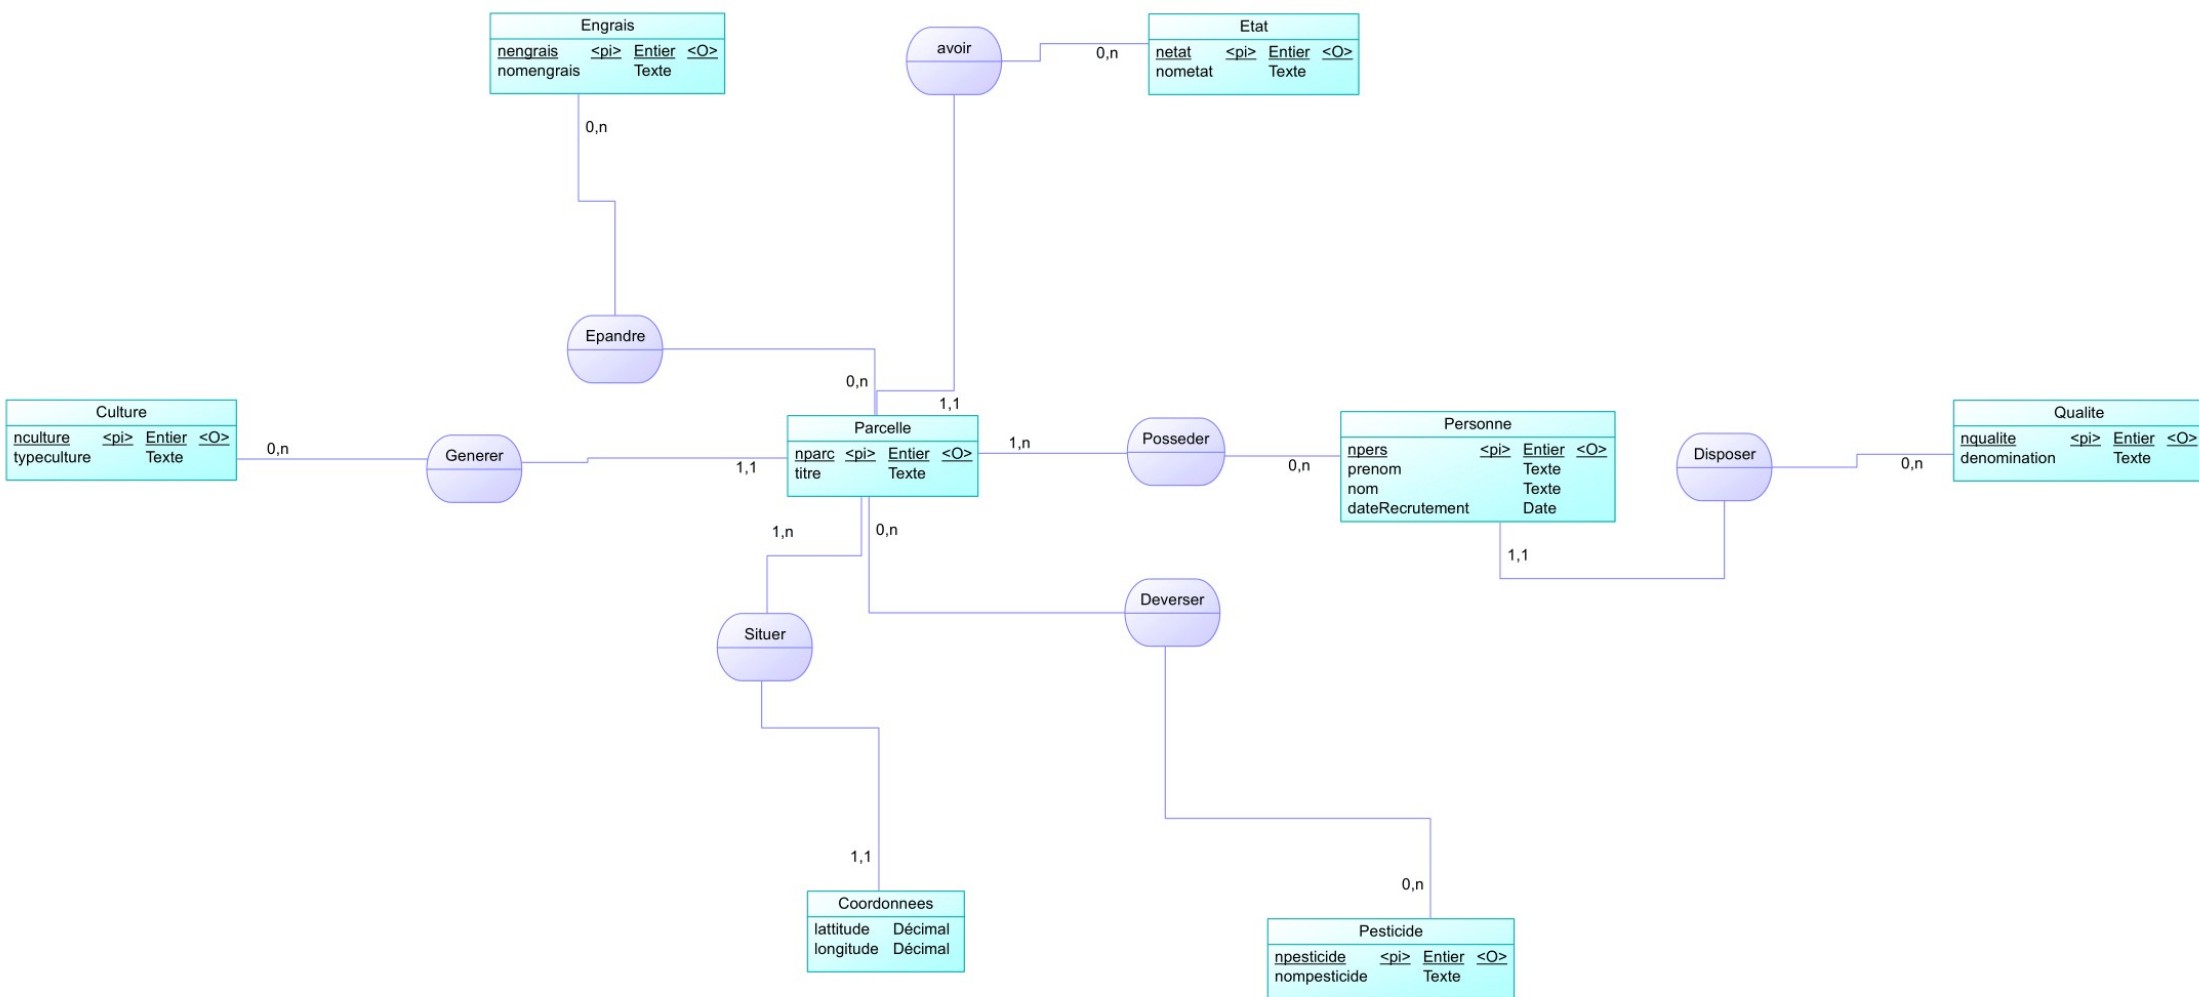 Engrais
nengrais <pi> Entier <O>
nomengrais Texte
avoir
Etat
netat <pi> Entier <O>
nometat Texte
0,n
0,n
Epandre
0,n
1,1
Culture
nculture <pi> Entier <O>
typeculture Texte
0,n
Generer
1,1
Parcelle
nparc <pi> Entier <O>
titre Texte
1,n
Posseder
0,n
Personne
npers <pi> Entier <O>
prenom Texte
nom Texte
dateRecrutement Date
Disposer
0,n
Qualite
nqualite <pi> Entier <O>
denomination Texte
1,n
0,n
1,1
Situer
Deverser
1,1
0,n
Coordonnees
lattitude Décimal
longitude Décimal
Pesticide
npesticide <pi> Entier <O>
nompesticide Texte